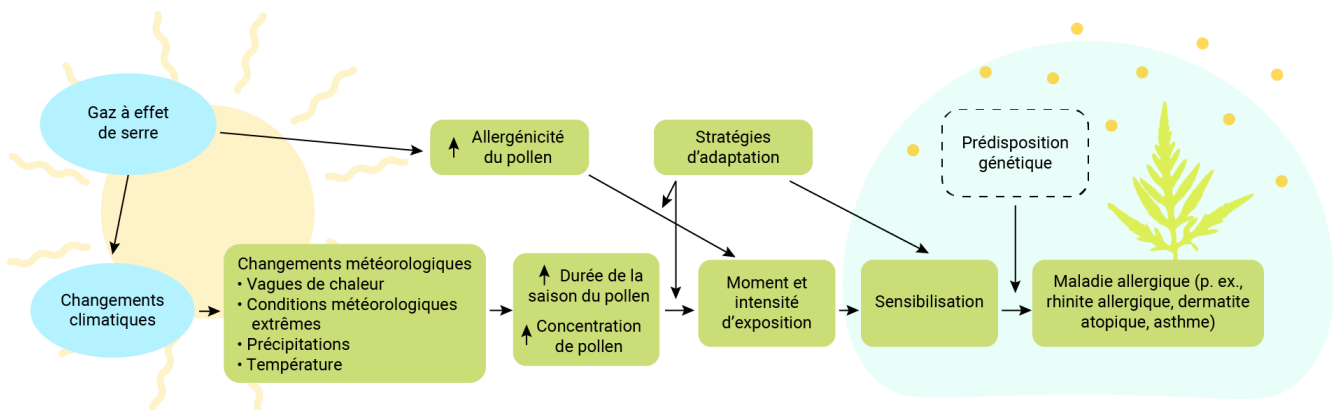 Gaz à effet
de serre
↑ Allergénicité
du pollen
Stratégies
d’adaptation
Prédisposition
génétique
Changements
climatiques
Changements météorologiques
• Vagues de chaleur
• Conditions météorologiques
extrêmes
• Précipitations
• Température
↑ Durée de la
saison du pollen
↑ Concentration
de pollen
Moment et
intensité
d’exposition
Sensibilisation
Maladie allergique (p. ex.,
rhinite allergique, dermatite
atopique, asthme)